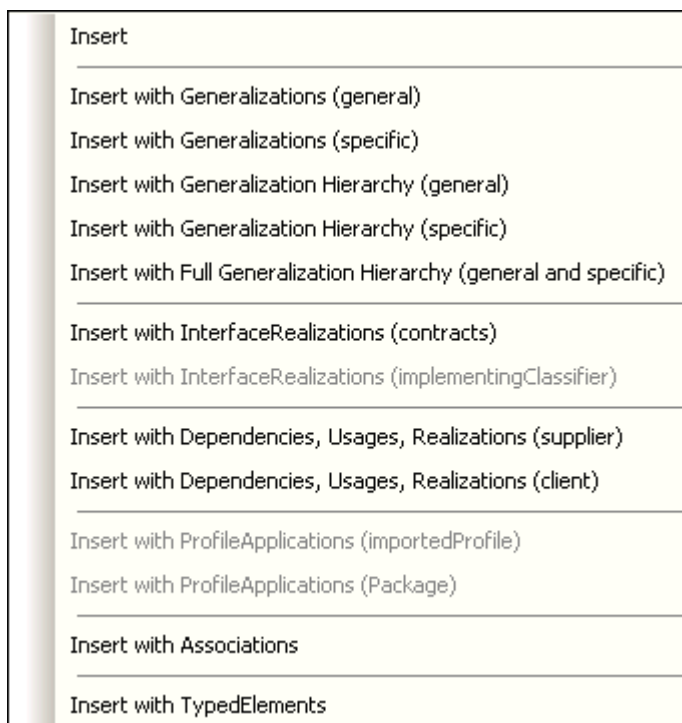 Insert
Insert with Generalizations (general)
Insert with Generalizations (specific)
Insert with Generalization Hierarchy (general)
Insert with Generalization Hierarchy (specific)
Insert with Full Generalization Hierarchy (general and specific)
Insert with InterfaceRealizations (contracts)
Insert with InterfaceRealizations (implementingClassifier)
Insert with Dependencies, Usages, Realizations (supplier)
Insert with Dependencies, Usages, Realizations (client)
Insert with ProfileApplications (importedProfile)
Insert with ProfileApplications (Package)
Insert with Associations
Insert with TypedElements